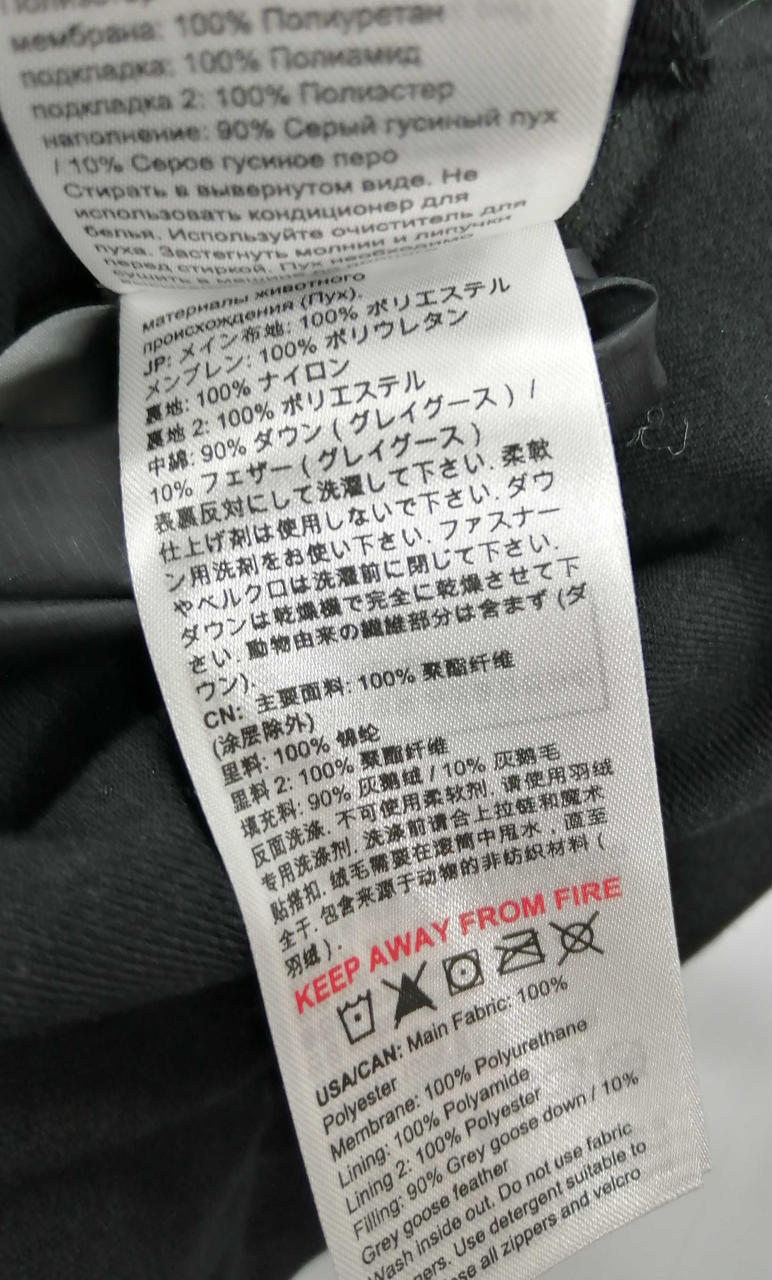 мембрана: 100% Полиуретан
подкладка: 100% Полиамид
подкладка 2: 100% Полиэстер
наполнение: 90% Серый гусиный пух
/ 10% Серое гусиное перо
Стирать в вывернутом виде. Не
использовать кондиционер для
белья. Используйте очиститель для
пуха. Застегнуть молнии и липучки
перед стиркой. Пух необходимо
материалы животного
происхождения (Пух).
JP: メイン布地: 100% ポリエステル
メンブレン: 100% ポリウレタン
裏地: 100% ナイロン
裏地 2: 100% ポリエステル
中綿: 90% ダウン ( グレイグース ) /
10% フェザー ( グレイグース )
表裏反対にして洗濯して下さい. 柔軟
仕上げ剤は使用しないで下さい. ダウ
ン用洗剤をお使い下さい. ファスナー
やベルクロは洗濯前に閉じて下さい.
ダウンは乾燥機で完全に乾燥させて下
さい. 動物由来の繊維部分は含まず (ダ
ウン).
CN: 主要面料: 100% 聚酯纤维
(涂层除外)
里料: 100% 锦纶
里料 2: 100% 聚酯纤维
填充料: 90% 灰鹅绒 / 10% 灰鹅毛
反面洗涤. 不可使用柔软剂. 请使用羽绒
专用洗涤剂. 洗涤前请合上拉链和魔术
贴搭扣. 绒毛需要在滚筒中甩水 , 直至
全干. 包含来源于动物的非纺织材料 (
羽绒 ).
KEEP AWAY FROM FIRE
USA/CAN: Main Fabric: 100%
Polyester
Membrane: 100% Polyurethane
Lining: 100% Polyamide
Lining 2: 100% Polyester
Filling: 90% Grey goose down / 10%
Grey goose feather
Wash inside out. Do not use fabric
ners. Use detergent suitable to
se all zippers and velcro